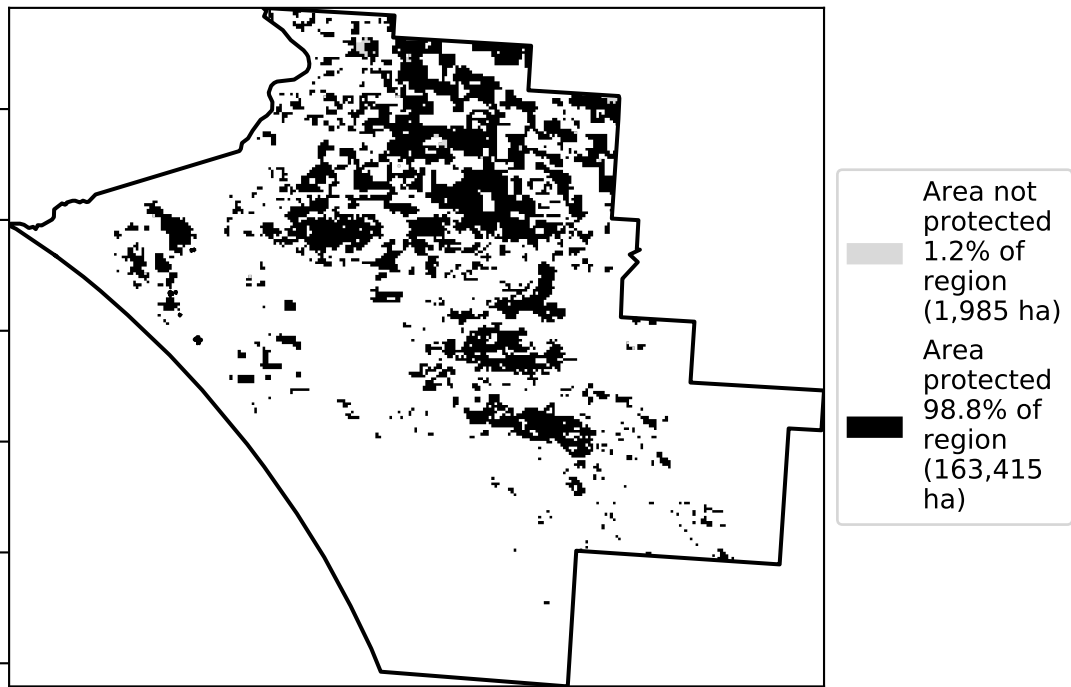 Area not
protected
1.2% of
region
(1,985 ha)
Area
protected
98.8% of
region
(163,415
ha)